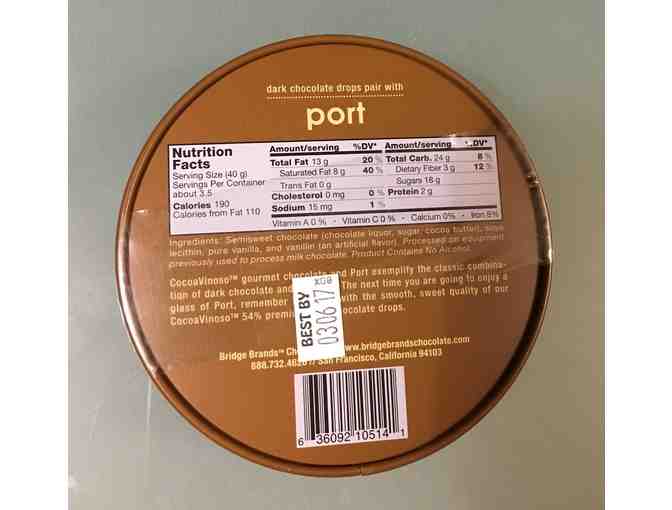 dark chocolate drops pair with
port
Nutrition
Facts
Serving Size (40 g)
Servings Per Container
about 3.5
Calories 190
Calories from Fat 110
Amount/serving %DV*
Total Fat 13 g 20 %
Saturated Fat 8 g 40 %
Trans Fat 0 g
Cholesterol 0 mg 0 %
Sodium 15 mg 1 %
Amount/serving %DV*
Total Carb. 24 g 8 %
Dietary Fiber 3 g 12 %
Sugars 18 g
Protein 2 g
Vitamin A 0 % · Vitamin C 0 % · Calcium 0% · Iron 8%
Ingredients: Semisweet chocolate (chocolate liquor, sugar, cocoa butter), soya
lecithin, pure vanilla, and vanillin (an artificial flavor). Processed on equipment
previously used to process milk chocolate. Product Contains No Alcohol.
CocoaVinoso™ gourmet chocolate and Port exemplify the classic combina-
tion of dark chocolate and The next time you are going to enjoy a
glass of Port, remember with the smooth, sweet quality of our
CocoaVinoso™ 54% chocolate drops.
Bridge Brands™ www.bridgebrandschocolate.com
San Francisco, California 94103
BEST BY
030617
XGB
6 36092 10514 1